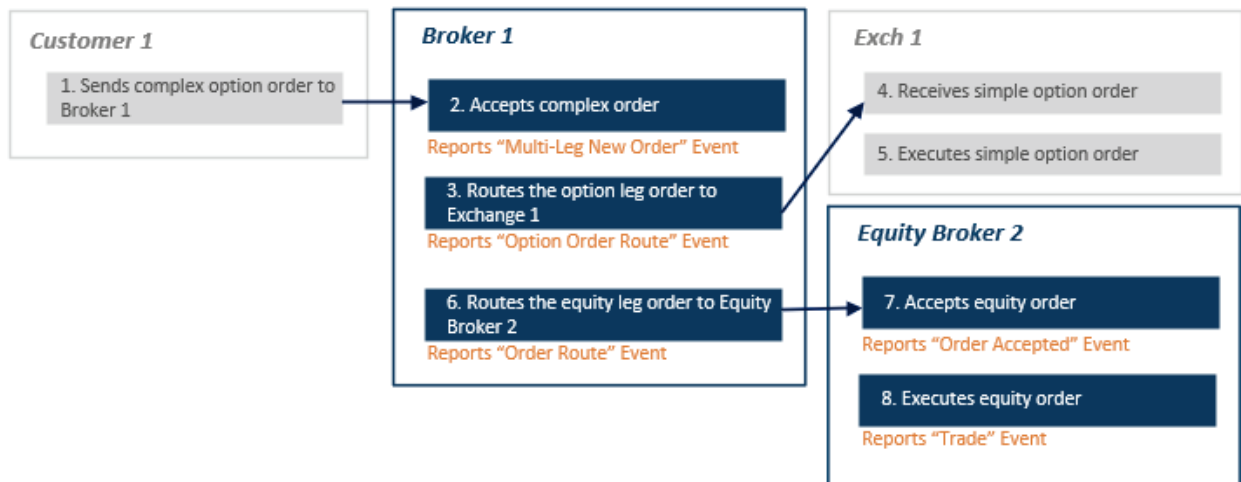 Customer 1
1. Sends complex option order to
Broker 1
Broker 1
2. Accepts complex order
Reports “Multi-Leg New Order” Event
3. Routes the option leg order to
Exchange 1
Reports “Option Order Route” Event
6. Routes the equity leg order to Equity
Broker 2
Reports “Order Route” Event
Exch 1
4. Receives simple option order
5. Executes simple option order
Equity Broker 2
7. Accepts equity order
Reports “Order Accepted” Event
8. Executes equity order
Reports “Trade” Event